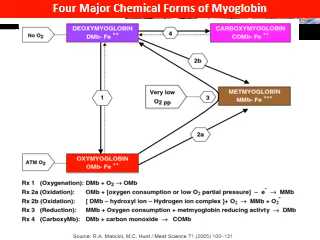 Four Major Chemical Forms of Myoglobin
No O2
DEOXYMYOGLOBIN
DMb- Fe ++
4
CARBOXYMYOGLOBIN
COMb- Fe ++
2b
1
Very low
O2 pp
3
METMYOGLOBIN
MMb- Fe +++
2a
ATM O2
OXYMYOGLOBIN
OMb- Fe ++
Rx 1 (Oxygenation): DMb + O2 → OMb
Rx 2a (Oxidation): OMb + [oxygen consumption or low O2 partial pressure] – e- → MMb
Rx 2b (Oxidation): [ DMb – hydroxyl ion – Hydrogen ion complex ]+ O2 → MMb + O2-
Rx 3 (Reduction): MMb + Oxygen consumption + metmyoglobin reducing activty → DMb
Rx 4 (CarboxyMb): DMb + carbon monoxide → COMb
Source: R.A. Mancini, M.C. Hunt / Meat Science 71 (2005) 100–121